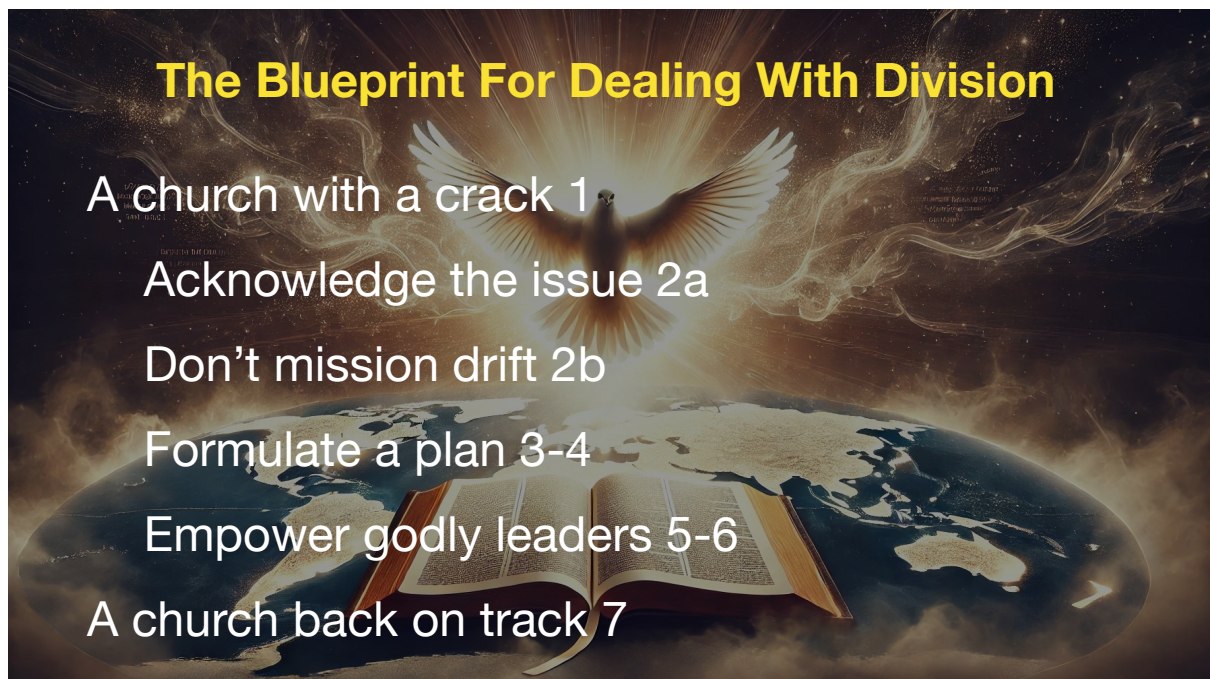 The Blueprint For Dealing With Division
A church with a crack 1
Acknowledge the issue 2a
Don’t mission drift 2b
Formulate a plan 3-4
Empower godly leaders 5-6
A church back on track 7